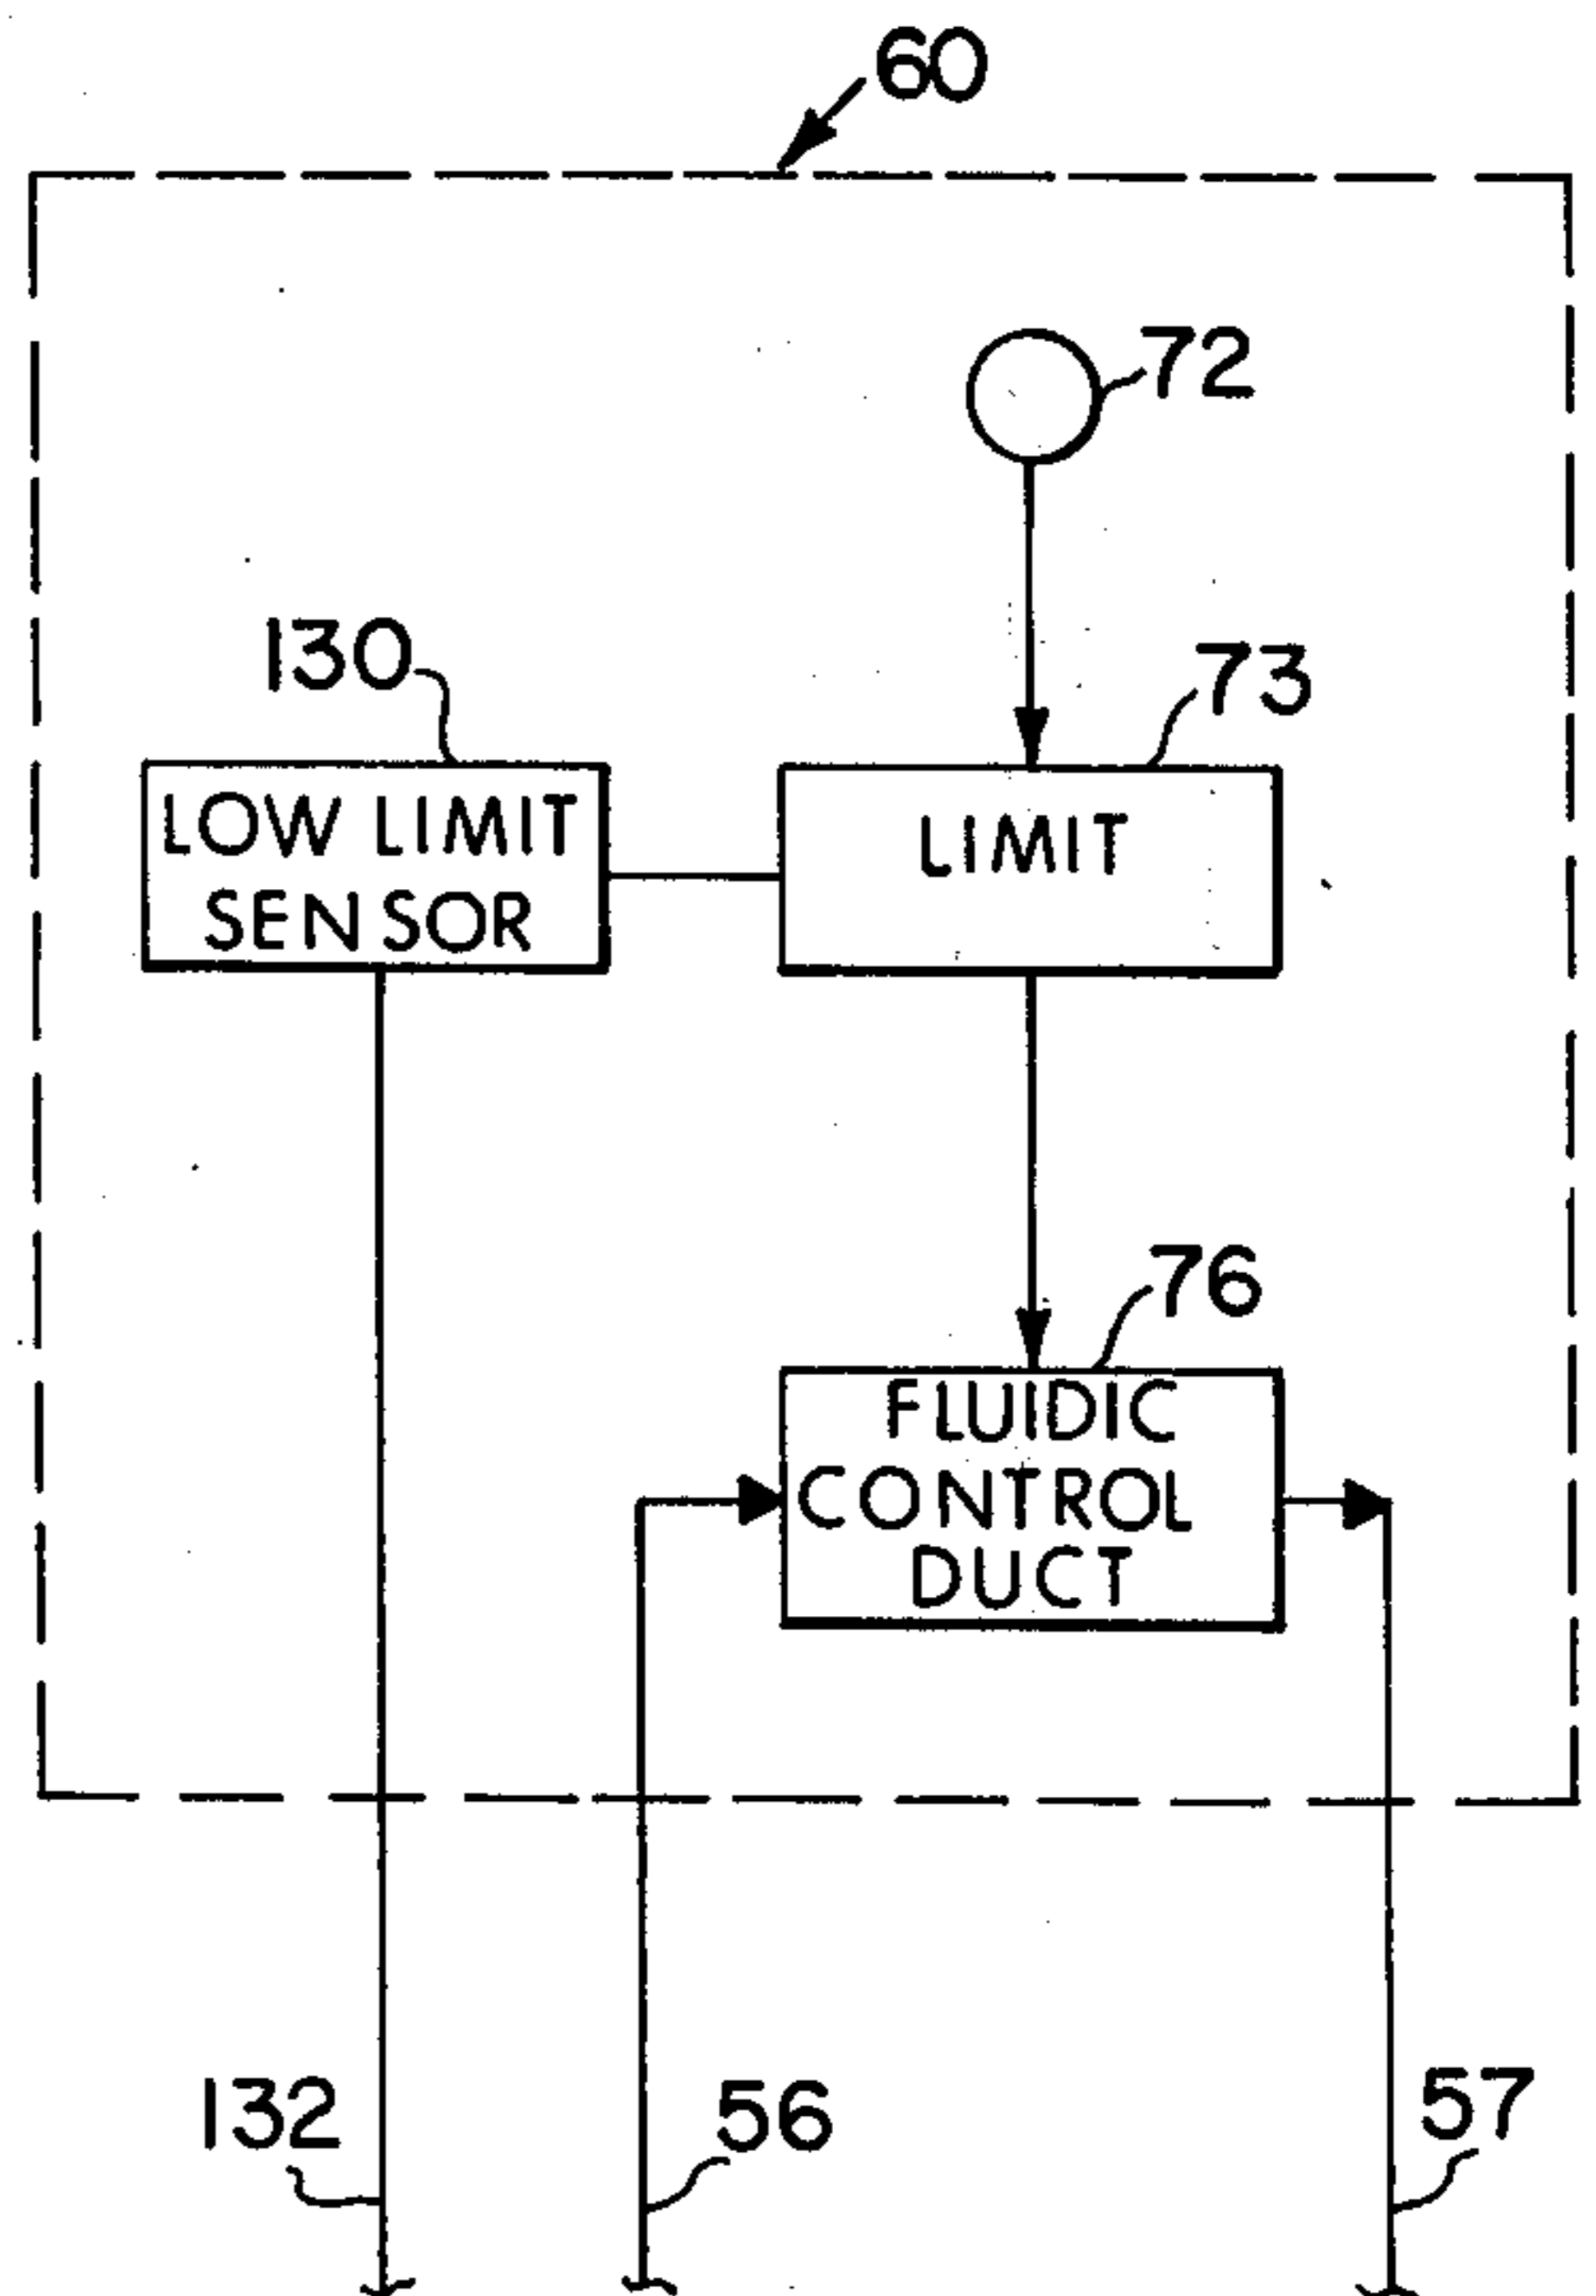 60
72
130
73
LOW LIMIT
SENSOR
LIMIT
76
FLUIDIC
CONTROL
DUCT
132
56
57